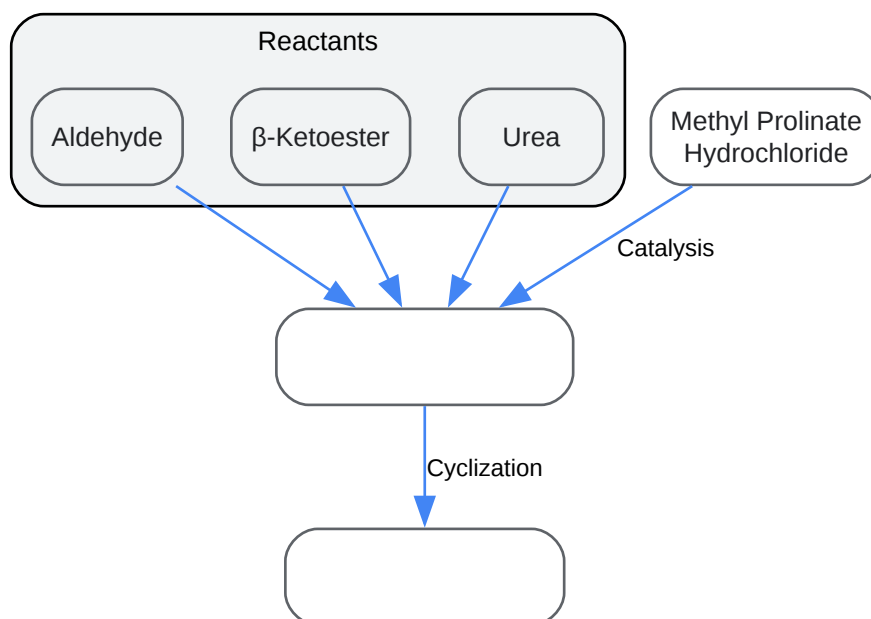 Reactants
Aldehyde
β-Ketoester
Urea
Methyl Prolinate
Hydrochloride
Catalysis
Cyclization